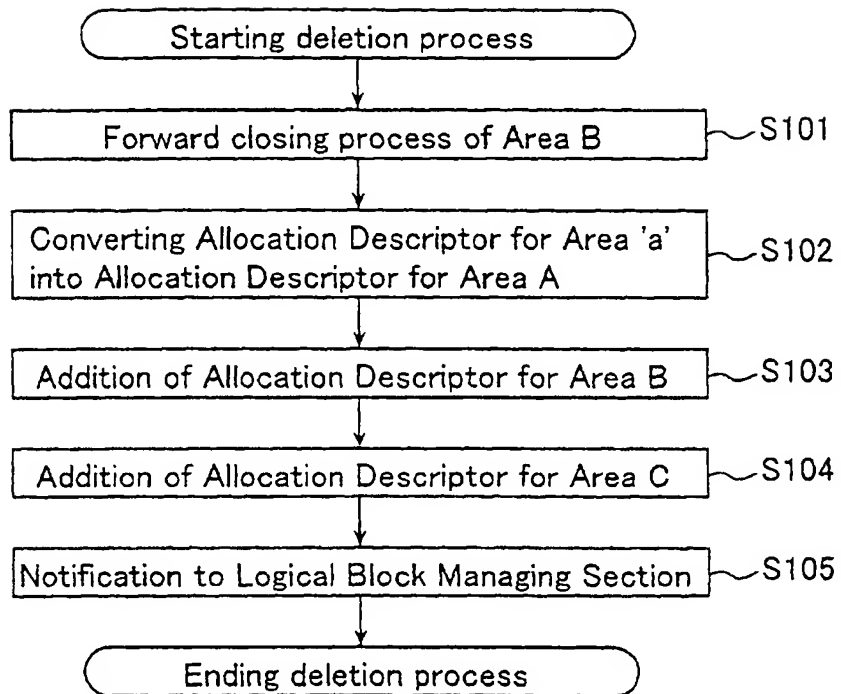 Starting deletion process
Forward closing process of Area B
S101
Converting Allocation Descriptor for Area 'a'
into Allocation Descriptor for Area A
S102
Addition of Allocation Descriptor for Area B
S103
Addition of Allocation Descriptor for Area C
S104
Notification to Logical Block Managing Section
S105
Ending deletion process